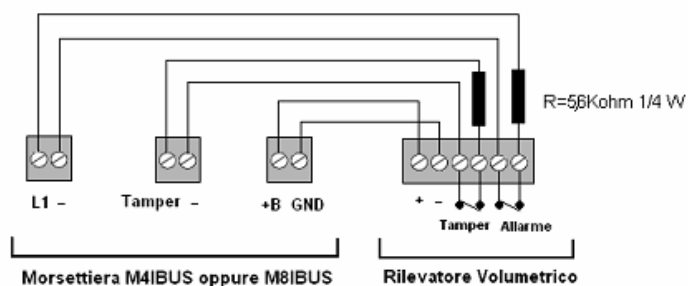 R=5,6Kohm 1/4 W
L1 -
Tamper -
+B GND
+ -
Tamper Allarme
Morsettiera M4IBUS oppure M8IBUS
Rilevatore Volumetrico